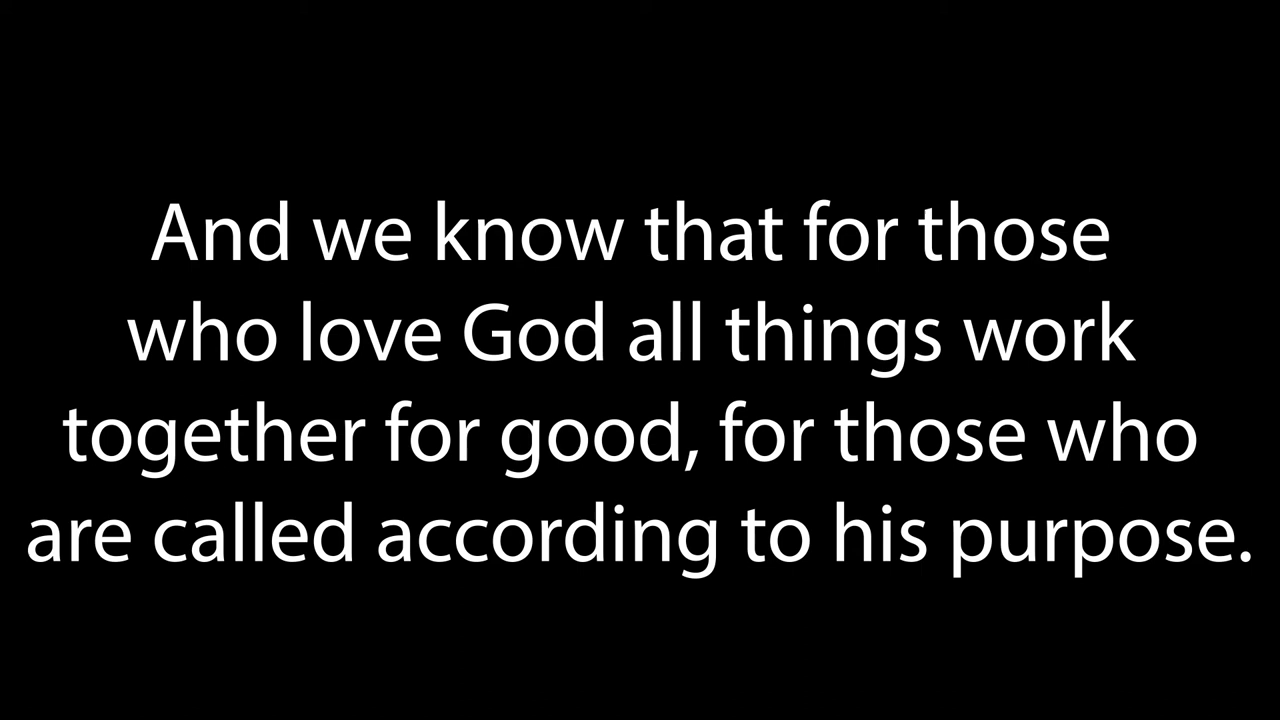 And we know that for those
who love God all things work
together for good, for those who
are called according to his purpose.